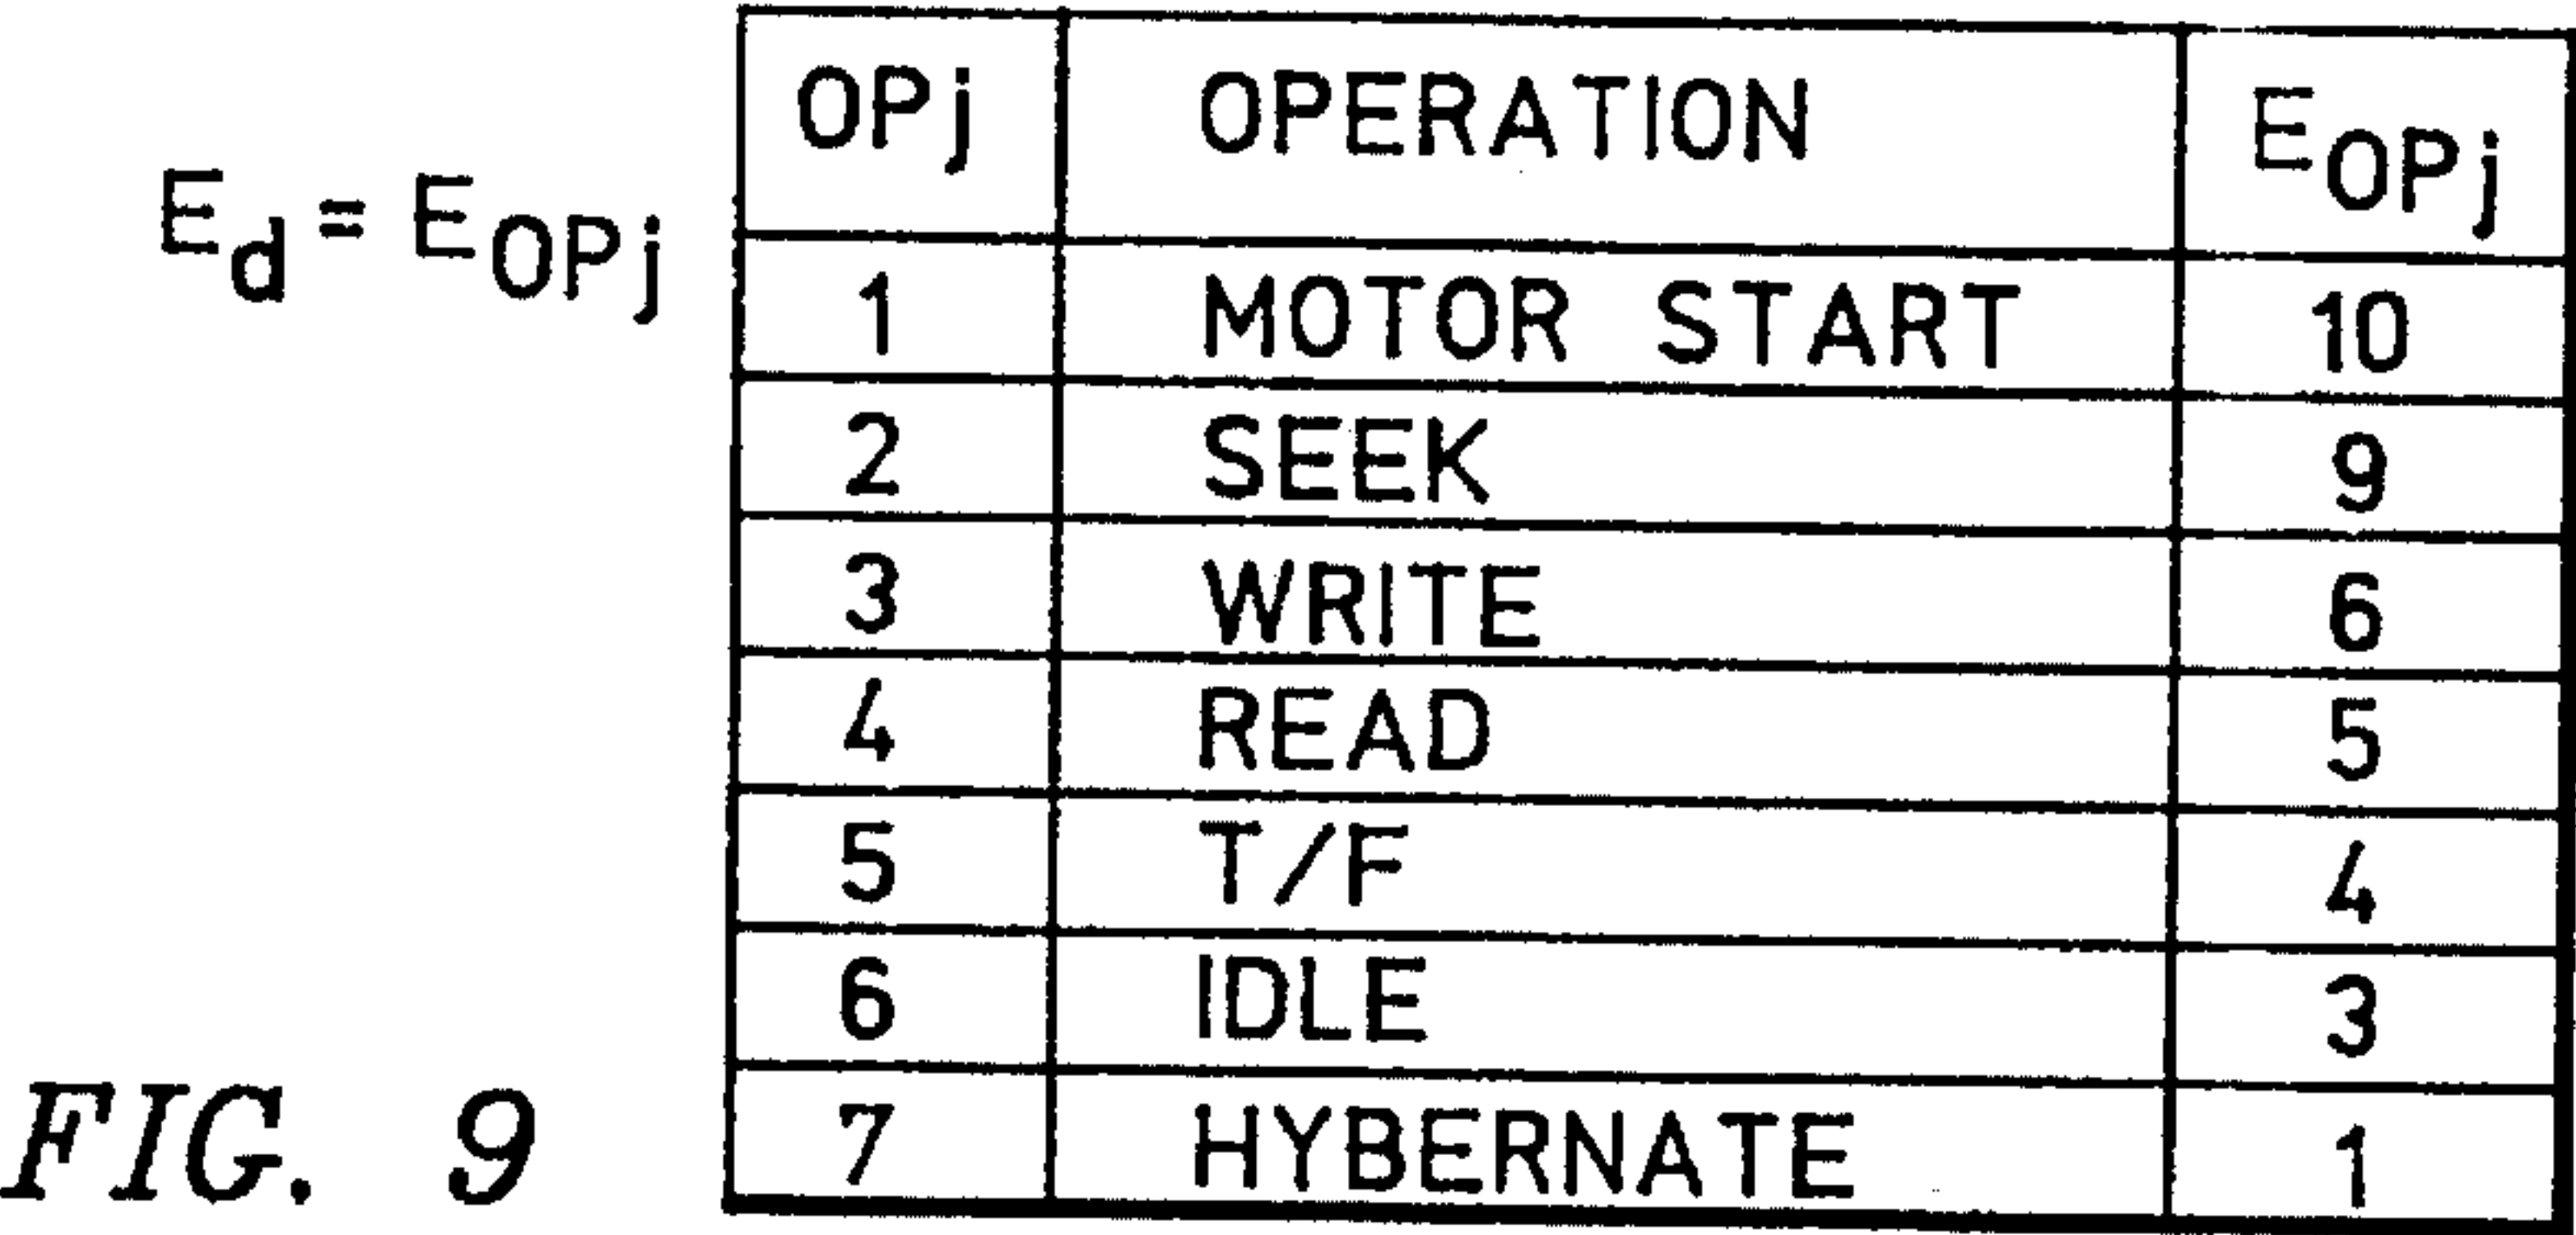 OPj OPERATION EOPj
Ed = EOPj
1 MOTOR START 10
2 SEEK 9
3 WRITE 6
4 READ 5
5 T/F 4
6 IDLE 3
7 HYBERNATE 1
FIG. 9